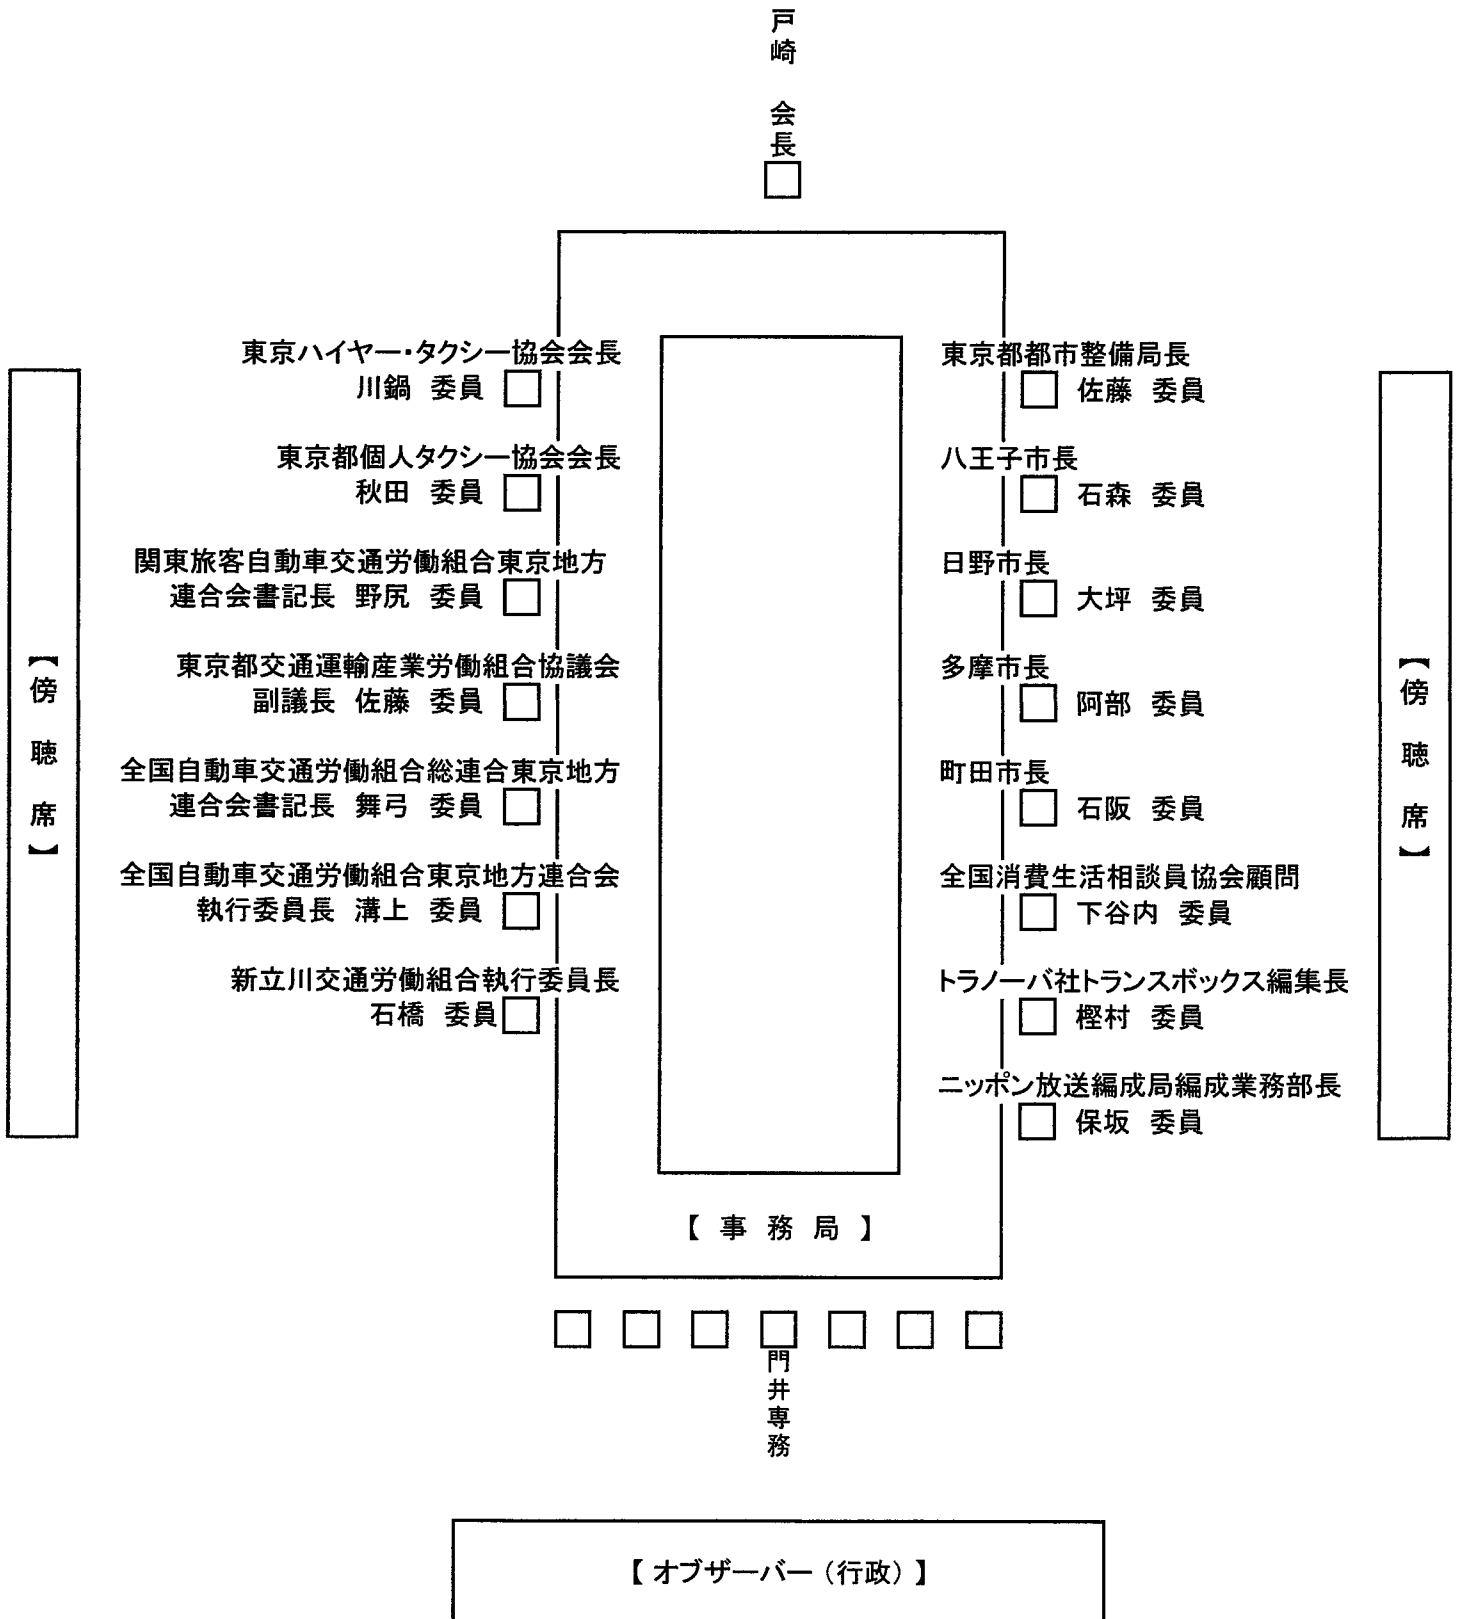 戸崎　会長
東京ハイヤー・タクシー協会会長
川鍋　委員
東京都個人タクシー協会会長
秋田　委員
関東旅客自動車交通労働組合東京地方
連合会書記長　野尻　委員
東京都交通運輸産業労働組合協議会
副議長　佐藤　委員
全国自動車交通労働組合総連合東京地方
連合会書記長　舞弓　委員
全国自動車交通労働組合東京地方連合会
執行委員長　溝上　委員
新立川交通労働組合執行委員長
石橋　委員
東京都都市整備局長
佐藤　委員
八王子市長
石森　委員
日野市長
大坪　委員
多摩市長
阿部　委員
町田市長
石阪　委員
全国消費生活相談員協会顧問
下谷内　委員
トラノーバ社トランスボックス編集長
樫村　委員
ニッポン放送編成局編成業務部長
保坂　委員
【傍聴席】
【傍聴席】
【事務局】
門井専務
【オブザーバー（行政）】